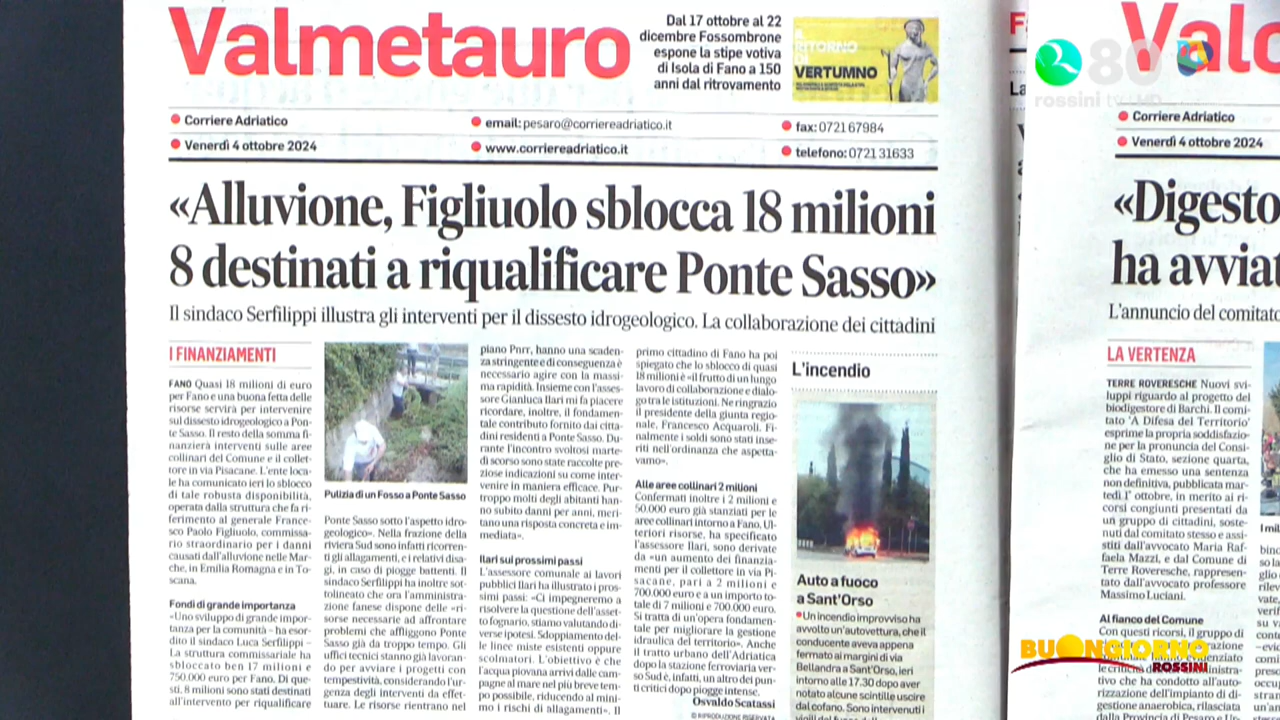 Valmetauro
Dal 17 ottobre al 22
dicembre Fossombrone
espone la stipe votiva
di Isola di Fano a 150
anni dal ritrovamento
IL
RITORNO
DI
VERTUMNO
Corriere Adriatico
email: pesaro@corriereadriatico.it
fax: 0721 67984
Venerdì 4 ottobre 2024
www.corriereadriatico.it
telefono: 0721 31633
«Alluvione, Figliuolo sblocca 18 milioni
8 destinati a riqualificare Ponte Sasso»
Il sindaco Serfilippi illustra gli interventi per il dissesto idrogeologico. La collaborazione dei cittadini
I FINANZIAMENTI
FANO Quasi 18 milioni di euro
per Fano e una buona fetta delle
risorse servirà per intervenire
sul dissesto idrogeologico a Pon-
te Sasso. Il resto della somma fi-
nanzierà interventi sulle aree
collinari del Comune e il collet-
tore in via Pisacane. L'ente loca-
le ha comunicato ieri lo sblocco
di tale robusta disponibilità,
operata dalla struttura che fa ri-
ferimento al generale France-
sco Paolo Figliuolo, commissa-
rio straordinario per i danni
causati dall'alluvione nelle Mar-
che, in Emilia Romagna e in To-
scana.
Fondi di grande importanza
«Uno sviluppo di grande impor-
tanza per la comunità - ha esor-
dito il sindaco Luca Serfilippi -
La struttura commissariale ha
sbloccato ben 17 milioni e
750.000 euro per Fano. Di que-
sti, 8 milioni sono stati destinati
all'intervento per riqualificare
Pulizia di un Fosso a Ponte Sasso
Ponte Sasso sotto l'aspetto idro-
geologico». Nella frazione della
riviera Sud sono infatti ricorren-
ti gli allagamenti, e i relativi disa-
gi, in caso di piogge battenti. Il
sindaco Serfilippi ha inoltre sot-
tolineato che ora l'amministra-
zione fanese dispone delle «ri-
sorse necessarie ad affrontare
problemi che affliggono Ponte
Sasso già da troppo tempo. Gli
uffici tecnici stanno già lavoran-
do per avviare i progetti con
tempestività, considerando l'ur-
genza degli interventi da effet-
tuare. Le risorse rientrano nel
piano Pnrr, hanno una scaden-
za stringente e di conseguenza è
necessario agire con la massi-
ma rapidità. Insieme con l'asses-
sore Gianluca Ilari mi fa piacere
ricordare, inoltre, il fondamen-
tale contributo fornito dai citta-
dini residenti a Ponte Sasso. Du-
rante l'incontro svoltosi marte-
dì scorso sono state raccolte pre-
ziose indicazioni su come inter-
venire in maniera efficace. Pur-
troppo molti degli abitanti han-
no subito danni per anni, meri-
tano una risposta concreta e im-
mediata».
Ilari sui prossimi passi
L'assessore comunale ai lavori
pubblici Ilari ha illustrato i pros-
simi passi: «Ci impegneremo a
risolvere la questione dell'asset-
to fognario, stiamo valutando di-
verse ipotesi. Sdoppiamento del-
le linee miste esistenti oppure
scolmatori. L'obiettivo è che
l'acqua piovana arrivi dalle cam-
pagne al mare nel più breve tem-
po possibile, riducendo al mini-
mo i rischi di allagamenti». Il
primo cittadino di Fano ha poi
spiegato che lo sblocco di quasi
18 milioni è «il frutto di un lungo
lavoro di collaborazione e dialo-
go tra le istituzioni. Ne ringrazio
il presidente della giunta regio-
nale, Francesco Acquaroli. Fi-
nalmente i soldi sono stati inse-
riti nell'ordinanza che aspetta-
vamo».
Alle aree collinari 2 milioni
Confermati inoltre i 2 milioni e
50.000 euro già stanziati per le
aree collinari intorno a Fano. Ul-
teriori risorse, ha specificato
l'assessore Ilari, sono derivate
da «un aumento dei finanzia-
menti per il collettore in via Pi-
sacane, pari a 2 milioni e
700.000 euro e a un importo to-
tale di 7 milioni e 700.000 euro.
Si tratta di un'opera fondamen-
tale per migliorare la gestione
idraulica del territorio». Anche
il tratto urbano dell'Adriatica
dopo la stazione ferroviaria ver-
so Sud è, infatti, un altro dei pun-
ti critici dopo piogge intense.
Osvaldo Scatassi
© RIPRODUZIONE RISERVATA
L'incendio
Auto a fuoco
a Sant'Orso
Un incendio improvviso ha
avvolto un'autovettura, che il
conducente aveva appena
fermato ai margini di via
Bellandra a Sant'Orso, ieri
intorno alle 17.30 dopo aver
notato alcune scintille uscire
dal cofano. Sono intervenuti i
vigili del fuoco
80
rossini tv HD
Corriere Adriatico
Venerdì 4 ottobre 2024
«Digesto
ha avviat
L'annuncio del comitato
LA VERTENZA
TERRE ROVERESCHE Nuovi svi-
luppi riguardo al progetto del
biodigestore di Barchi. Il comi-
tato 'A Difesa del Territorio'
esprime la propria soddisfazio-
ne per la pronuncia del Consi-
glio di Stato, sezione quarta,
che ha emesso una sentenza
non definitiva, pubblicata mar-
tedì 1° ottobre, in merito ai ri-
corsi congiunti presentati da
un gruppo di cittadini, soste-
nuti dal comitato stesso e assi-
stiti dall'avvocato Maria Raf-
faela Mazzi, e dal Comune di
Terre Roveresche, rappresen-
tato dall'avvocato professore
Massimo Luciani.
Al fianco del Comune
Con questi ricorsi, il gruppo di
tivo che ha condotto all'auto-
rizzazione dell'impianto di di-
gestione anaerobica, rilasciata
dalla Provincia di Pesaro e Ur-
BUONGIORNO
ROSSINI